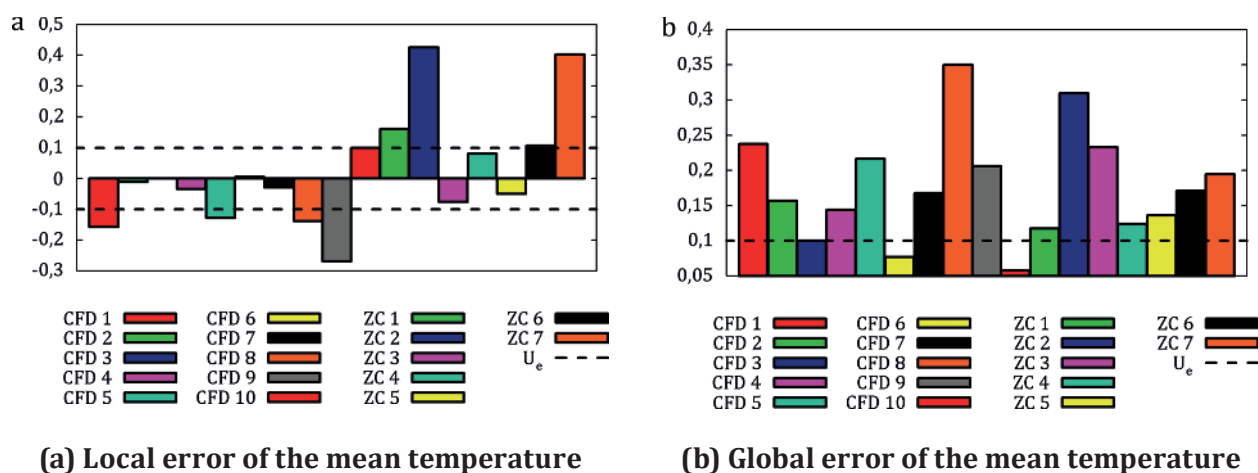 a
0,5
0,4
0,3
0,2
0,1
0
-0,1
-0,2
-0,3
CFD 1 CFD 6 ZC 1 ZC 6
CFD 2 CFD 7 ZC 2 ZC 7
CFD 3 CFD 8 ZC 3 Ue
CFD 4 CFD 9 ZC 4
CFD 5 CFD 10 ZC 5
(a) Local error of the mean temperature
b
0,4
0,35
0,3
0,25
0,2
0,15
0,1
0,05
CFD 1 CFD 6 ZC 1 ZC 6
CFD 2 CFD 7 ZC 2 ZC 7
CFD 3 CFD 8 ZC 3 Ue
CFD 4 CFD 9 ZC 4
CFD 5 CFD 10 ZC 5
(b) Global error of the mean temperature